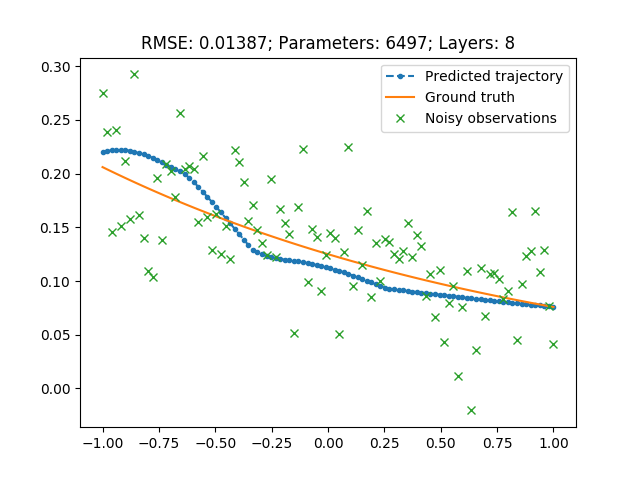 RMSE: 0.01387; Parameters: 6497; Layers: 8
0.30
0.25
0.20
0.15
0.10
0.05
0.00
Predicted trajectory
Ground truth
Noisy observations
−1.00 −0.75 −0.50 −0.25 0.00 0.25 0.50 0.75 1.00